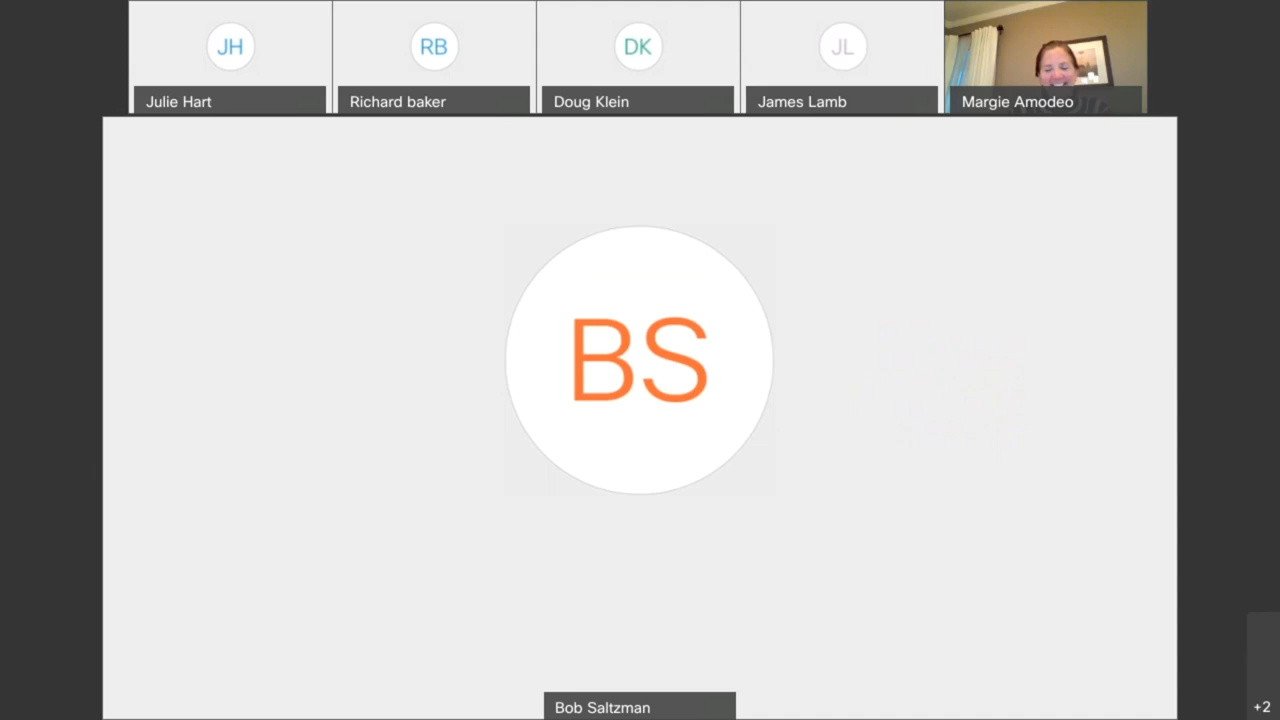 JH
RB
DK
JL
Julie Hart
Richard baker
Doug Klein
James Lamb
Margie Amodeo
BS
Bob Saltzman
+2